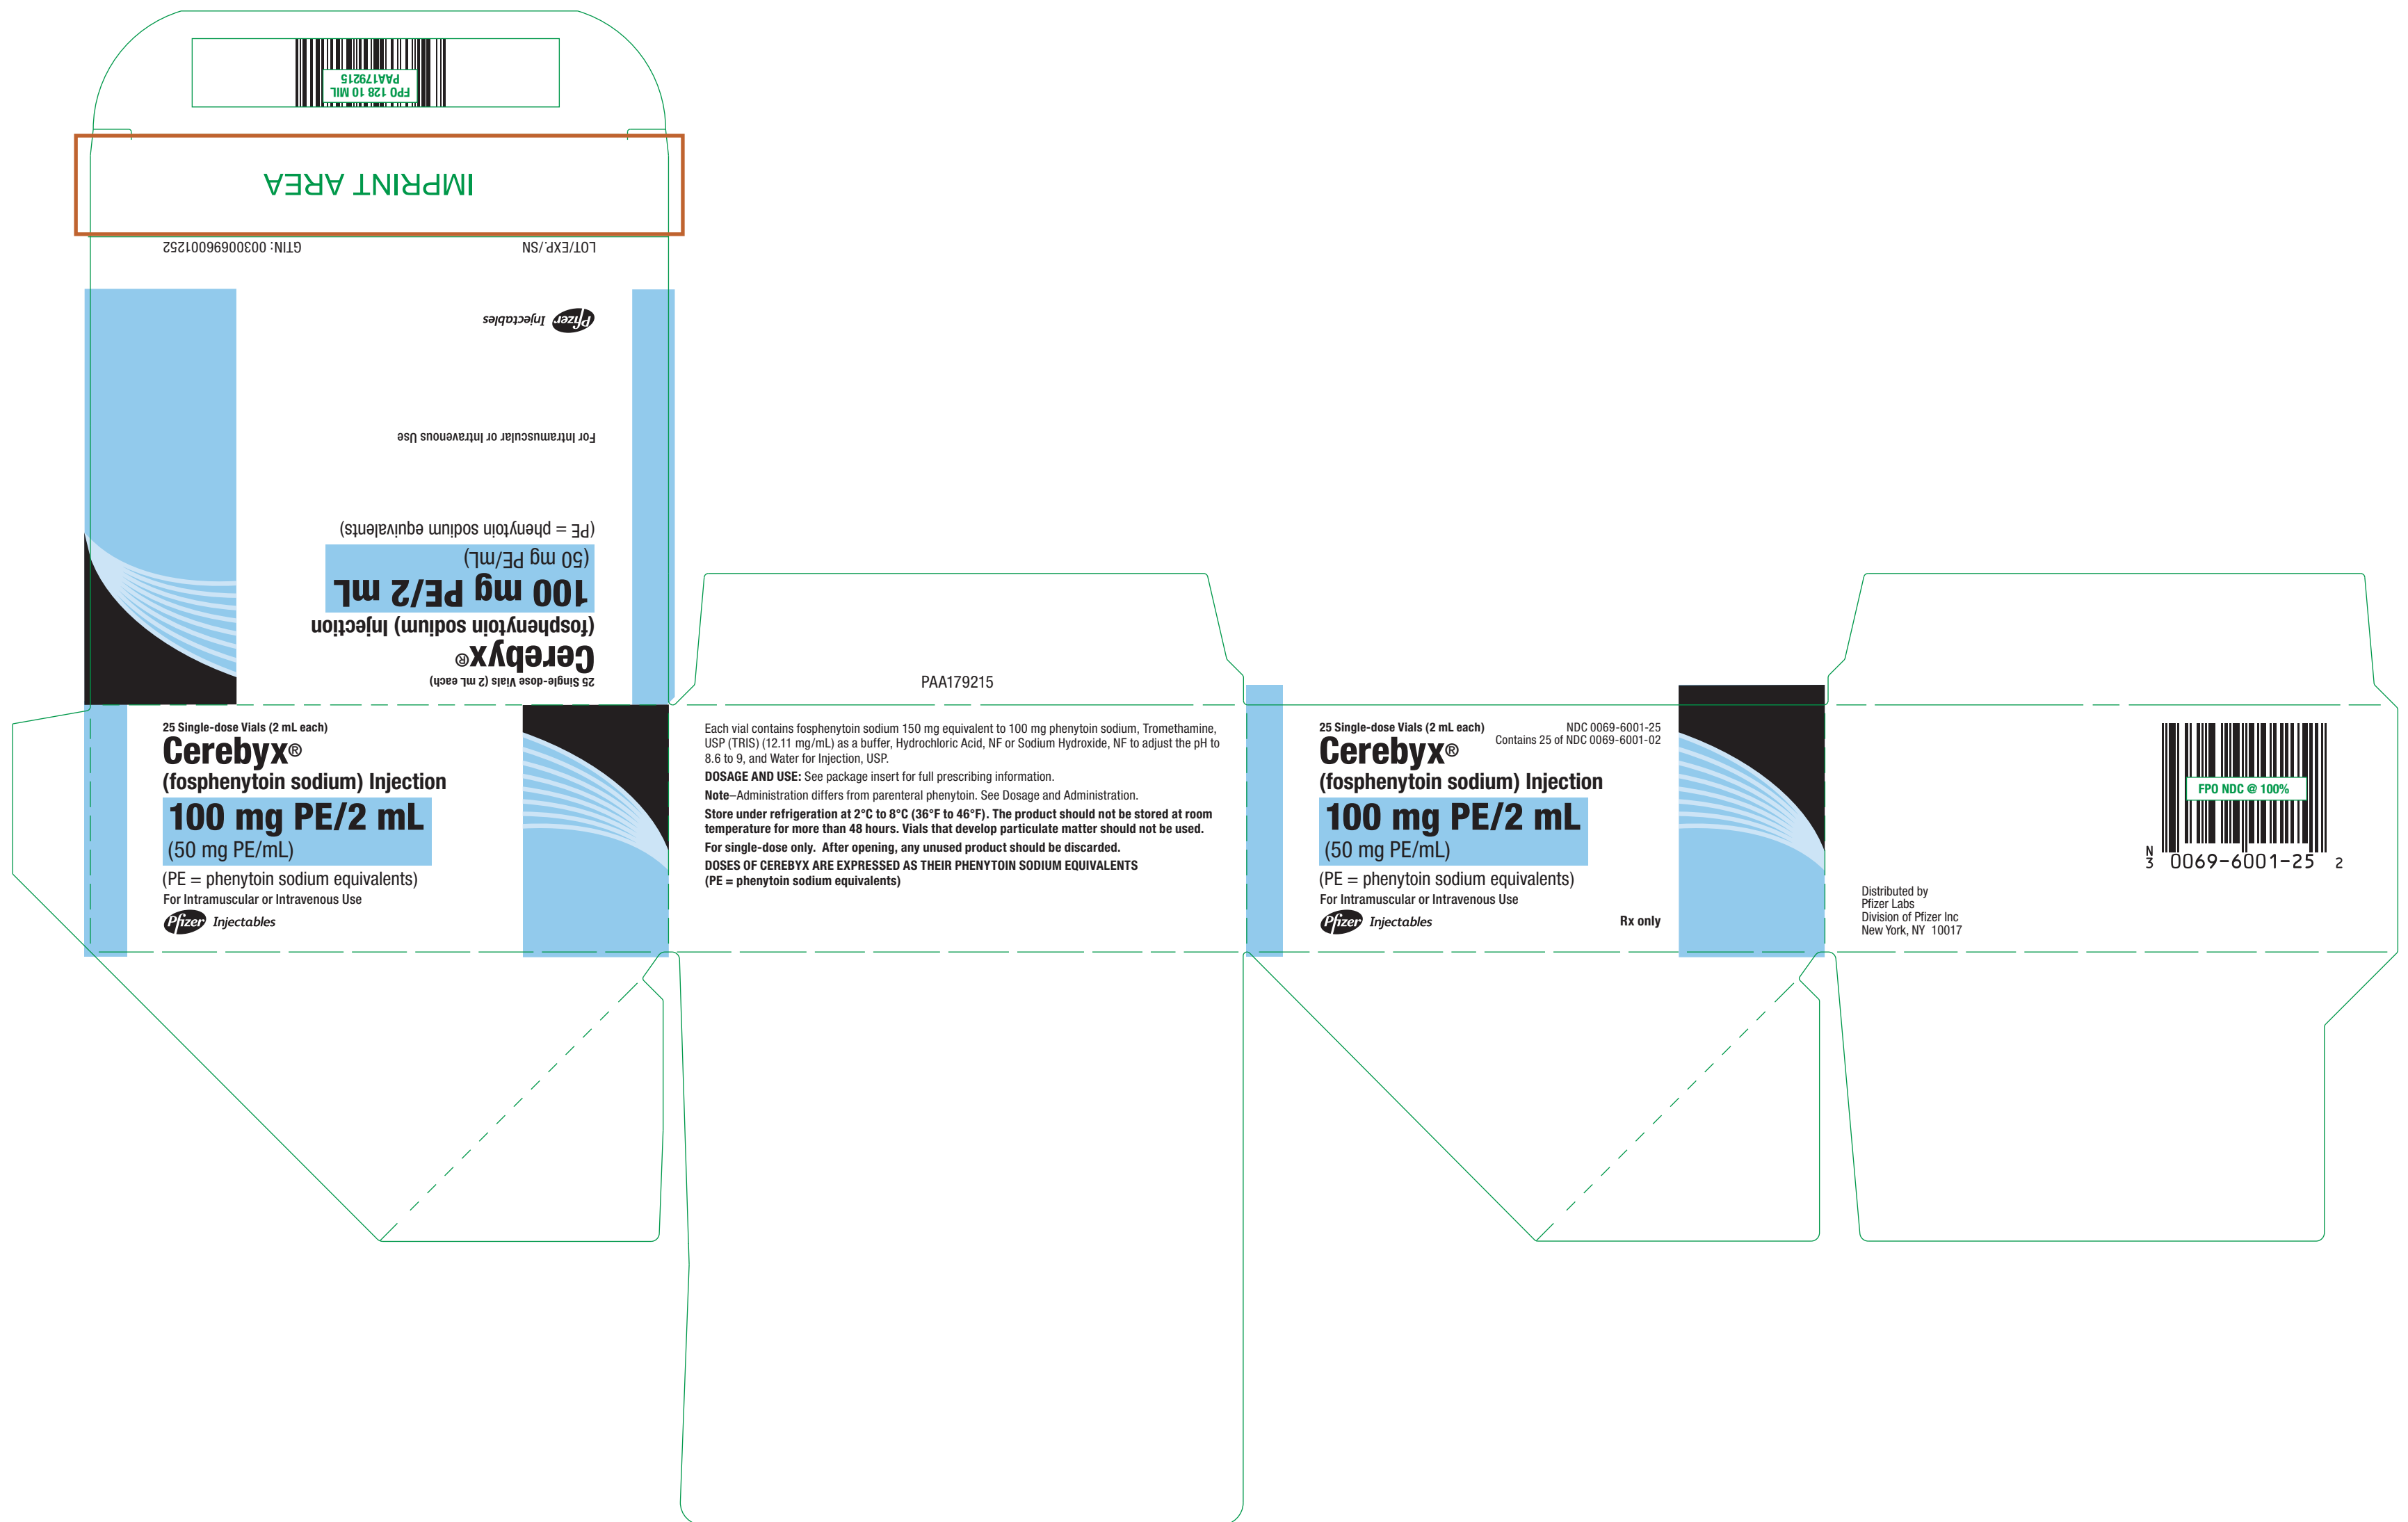 FPO 128 10 MIL
PAA179215
IMPRINT AREA
LOT/EXP./SN
GTIN: 00300696001252
Pfizer Injectables
For Intramuscular or Intravenous Use
(PE = phenytoin sodium equivalents)
(50 mg PE/mL)
100 mg PE/2 mL
(fosphenytoin sodium) Injection
Cerebyx®
25 Single-dose Vials (2 mL each)
25 Single-dose Vials (2 mL each)
Cerebyx®
(fosphenytoin sodium) Injection
100 mg PE/2 mL
(50 mg PE/mL)
(PE = phenytoin sodium equivalents)
For Intramuscular or Intravenous Use
Pfizer Injectables
PAA179215
Each vial contains fosphenytoin sodium 150 mg equivalent to 100 mg phenytoin sodium, Tromethamine,
USP (TRIS) (12.11 mg/mL) as a buffer, Hydrochloric Acid, NF or Sodium Hydroxide, NF to adjust the pH to
8.6 to 9, and Water for Injection, USP.
DOSAGE AND USE: See package insert for full prescribing information.
Note–Administration differs from parenteral phenytoin. See Dosage and Administration.
Store under refrigeration at 2°C to 8°C (36°F to 46°F). The product should not be stored at room
temperature for more than 48 hours. Vials that develop particulate matter should not be used.
For single-dose only. After opening, any unused product should be discarded.
DOSES OF CEREBYX ARE EXPRESSED AS THEIR PHENYTOIN SODIUM EQUIVALENTS
(PE = phenytoin sodium equivalents)
25 Single-dose Vials (2 mL each)
NDC 0069-6001-25
Contains 25 of NDC 0069-6001-02
Cerebyx®
(fosphenytoin sodium) Injection
100 mg PE/2 mL
(50 mg PE/mL)
(PE = phenytoin sodium equivalents)
For Intramuscular or Intravenous Use
Pfizer Injectables
Rx only
FPO NDC @ 100%
N
3 0069-6001-25 2
Distributed by
Pfizer Labs
Division of Pfizer Inc
New York, NY 10017